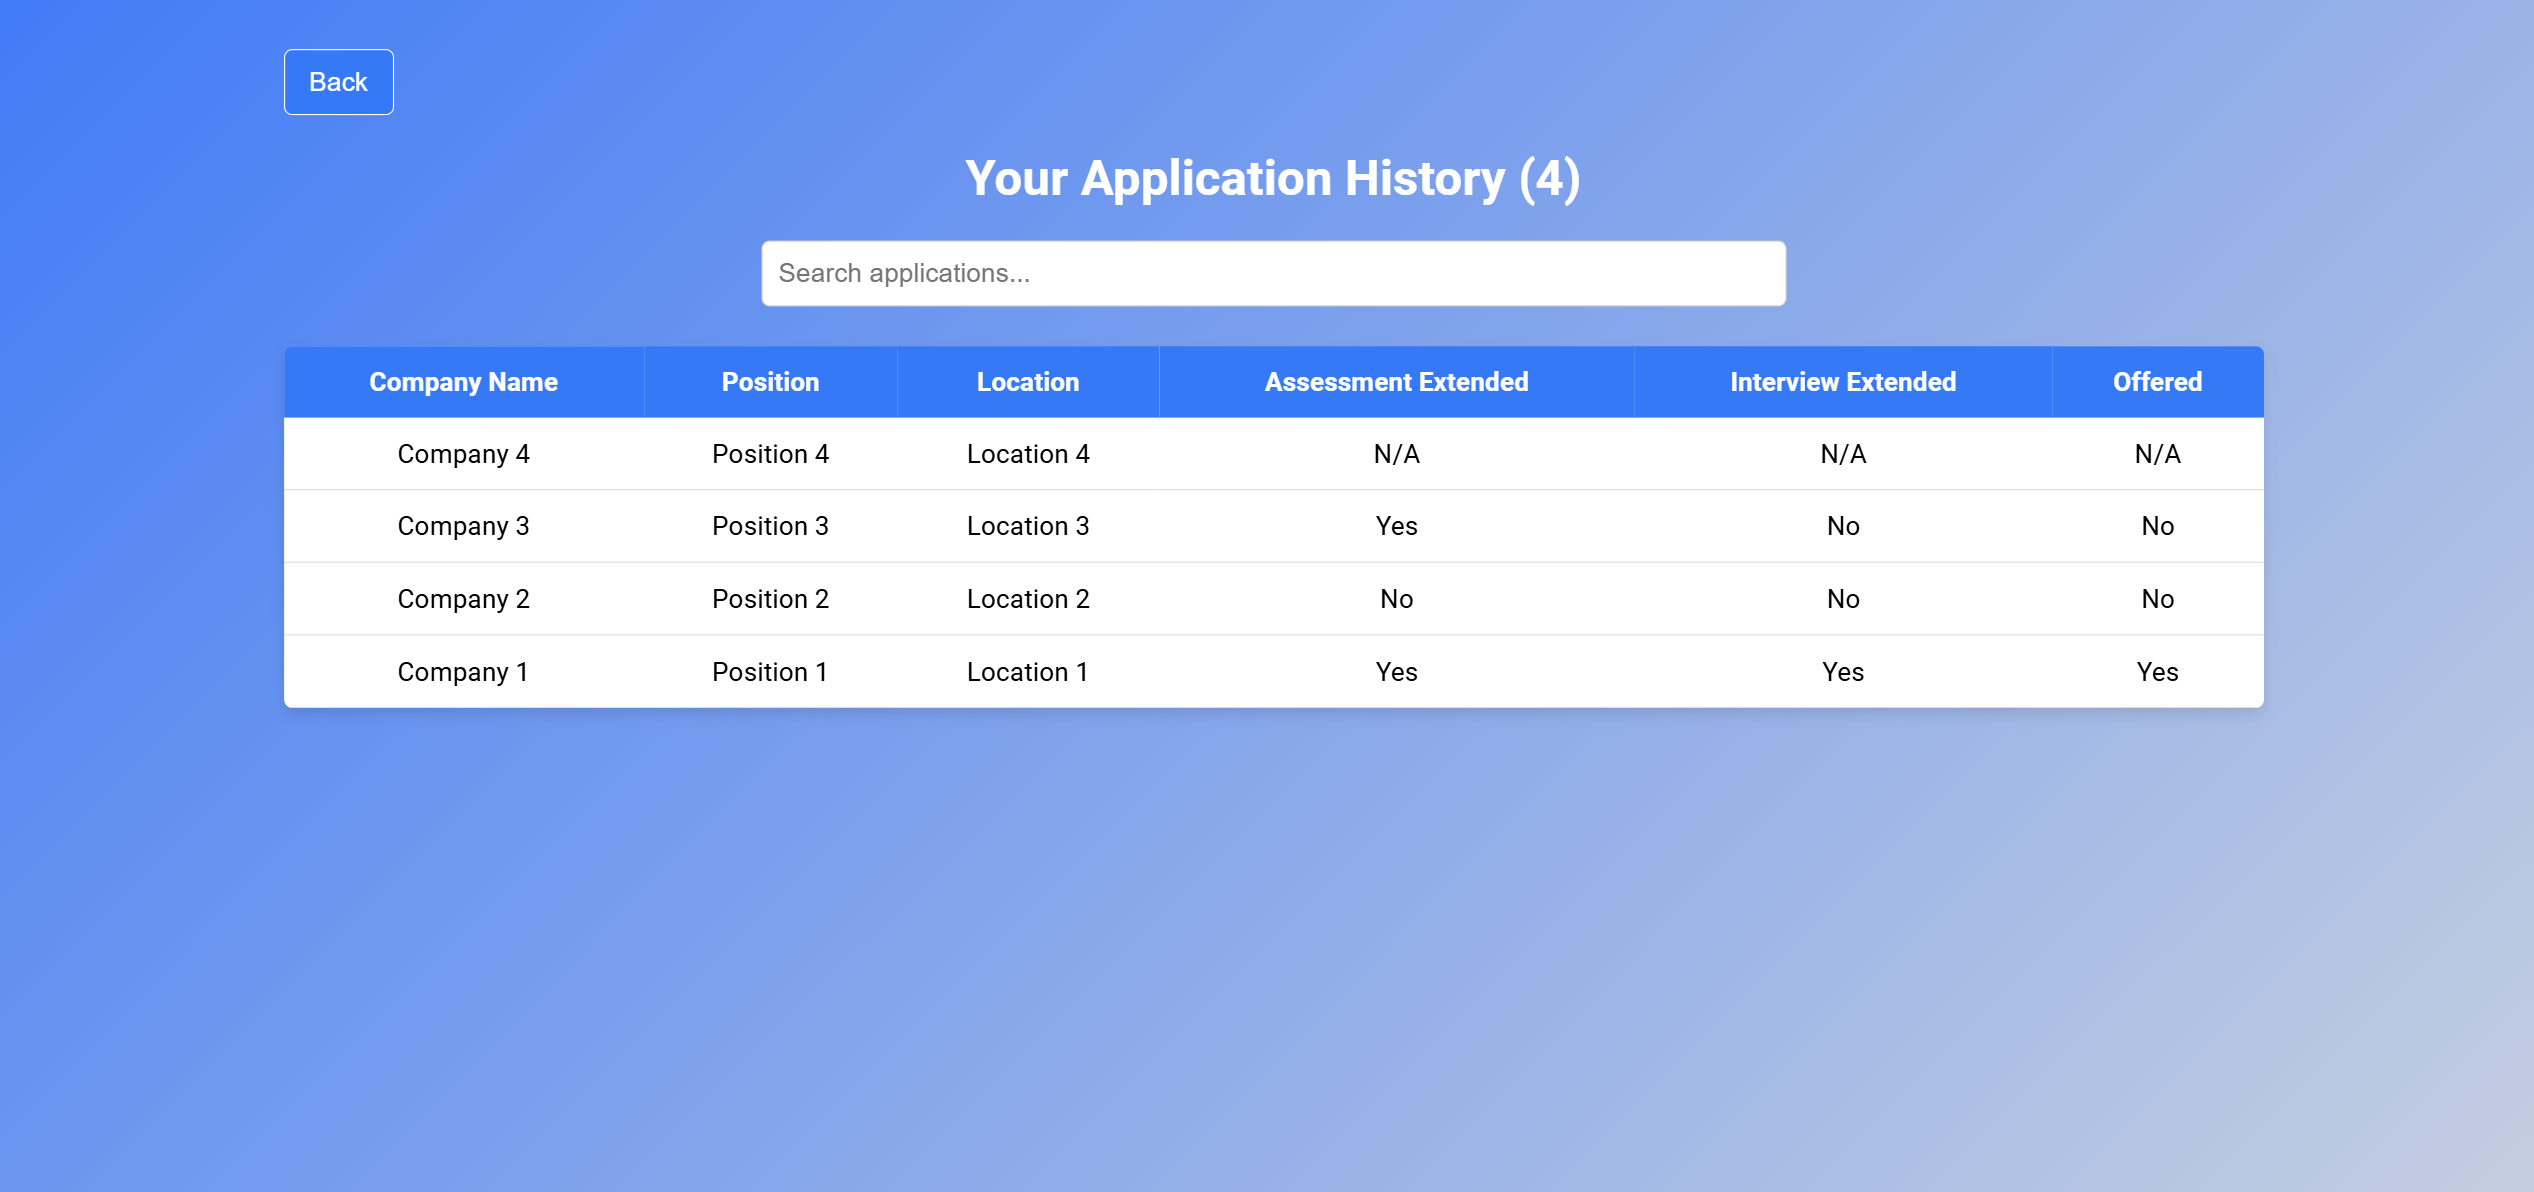 Back
Your Application History (4)
Search applications...
Company Name Position Location Assessment Extended Interview Extended Offered
Company 4 Position 4 Location 4 N/A N/A N/A
Company 3 Position 3 Location 3 Yes No No
Company 2 Position 2 Location 2 No No No
Company 1 Position 1 Location 1 Yes Yes Yes